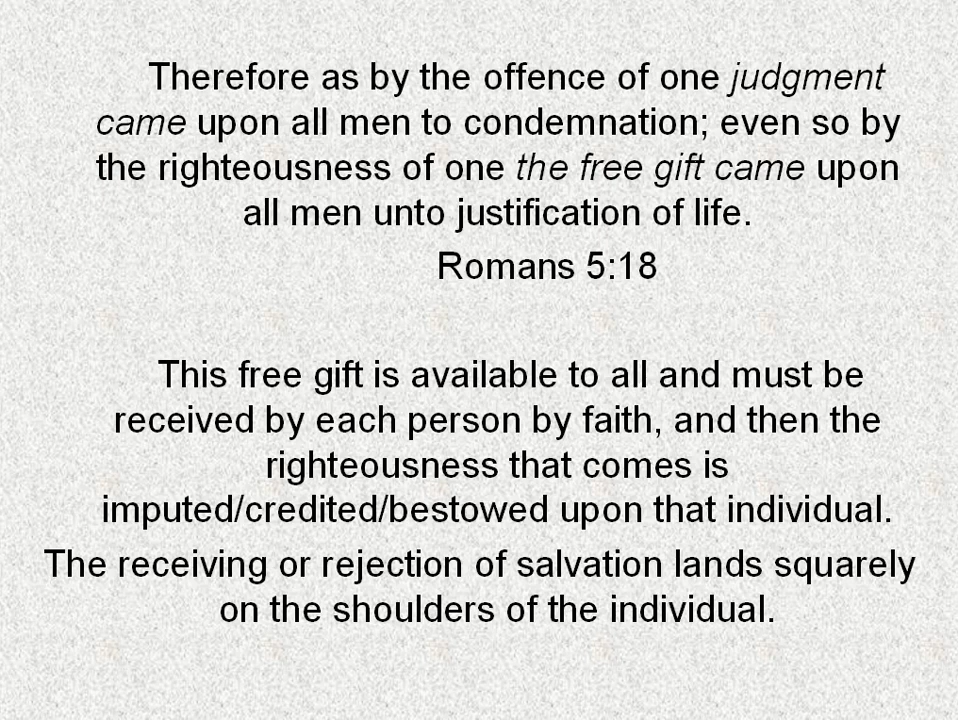 Therefore as by the offence of one judgment
came upon all men to condemnation; even so by
the righteousness of one the free gift came upon
all men unto justification of life.
Romans 5:18
This free gift is available to all and must be
received by each person by faith, and then the
righteousness that comes is
imputed/credited/bestowed upon that individual.
The receiving or rejection of salvation lands squarely
on the shoulders of the individual.